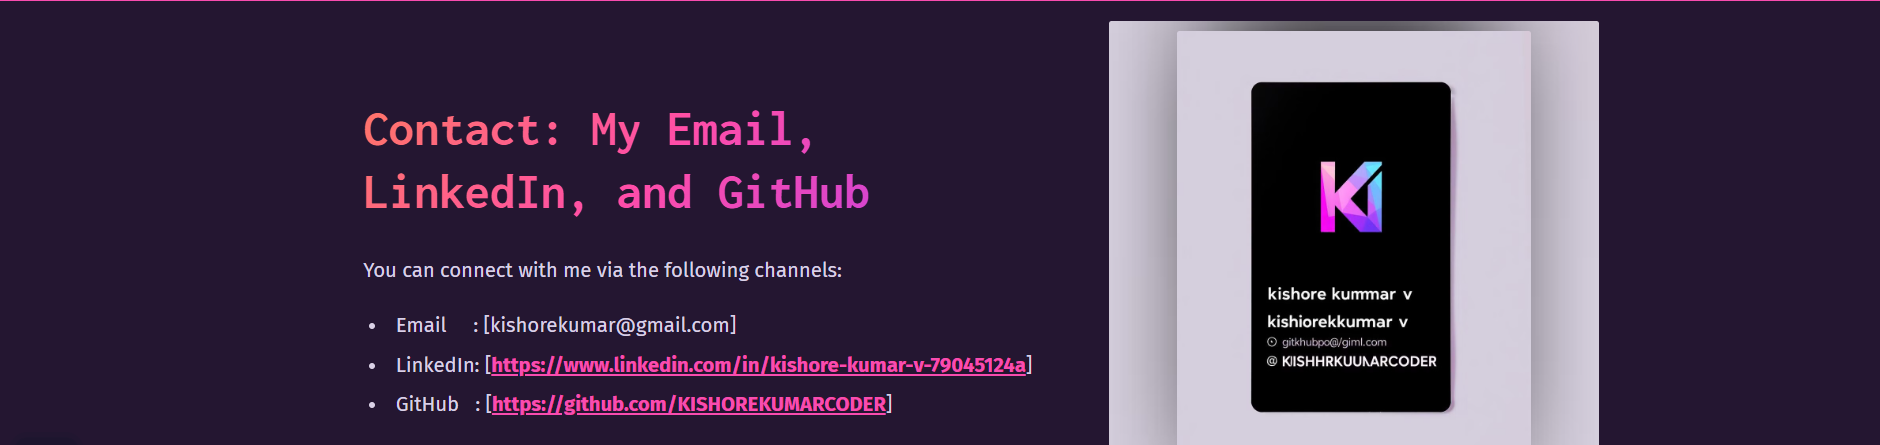 Contact: My Email,
LinkedIn, and GitHub
You can connect with me via the following channels:
• Email : [kishorekumar@gmail.com]
• LinkedIn: [https://www.linkedin.com/in/kishore-kumar-v-79045124a]
• GitHub : [https://github.com/KISHOREKUMARCODER]
KI
kishore kummar v
kishiorekkummar v
gitkhubpo@/giml.com